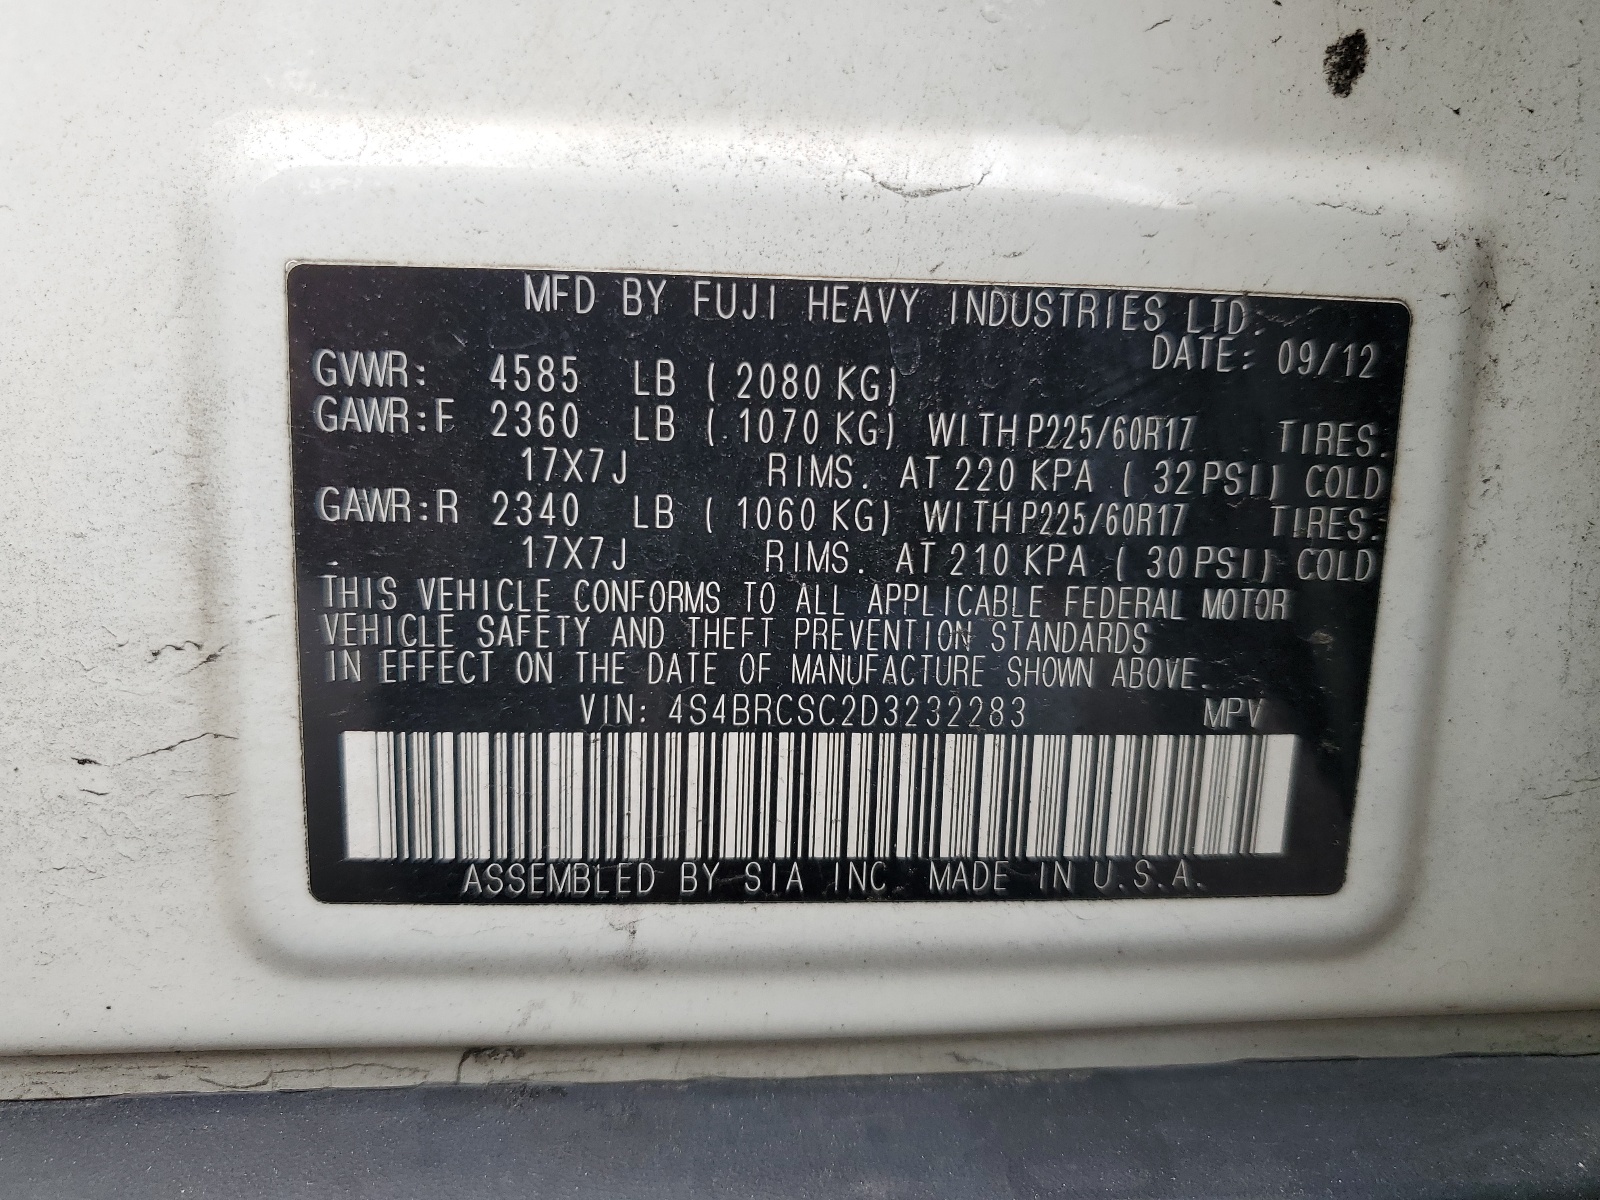 MFD BY FUJI HEAVY INDUSTRIES LTD.
DATE: 09/12
GVWR: 4585 LB ( 2080 KG)
GAWR:F 2360 LB ( 1070 KG) WITH P225/60R17 TIRES.
17X7J RIMS. AT 220 KPA ( 32 PSI) COLD
GAWR:R 2340 LB ( 1060 KG) WITH P225/60R17 TIRES.
17X7J RIMS. AT 210 KPA ( 30 PSI) COLD
THIS VEHICLE CONFORMS TO ALL APPLICABLE FEDERAL MOTOR
VEHICLE SAFETY AND THEFT PREVENTION STANDARDS
IN EFFECT ON THE DATE OF MANUFACTURE SHOWN ABOVE.
VIN: 4S4BRCSC2D3232283 MPV
ASSEMBLED BY SIA INC MADE IN U.S.A.